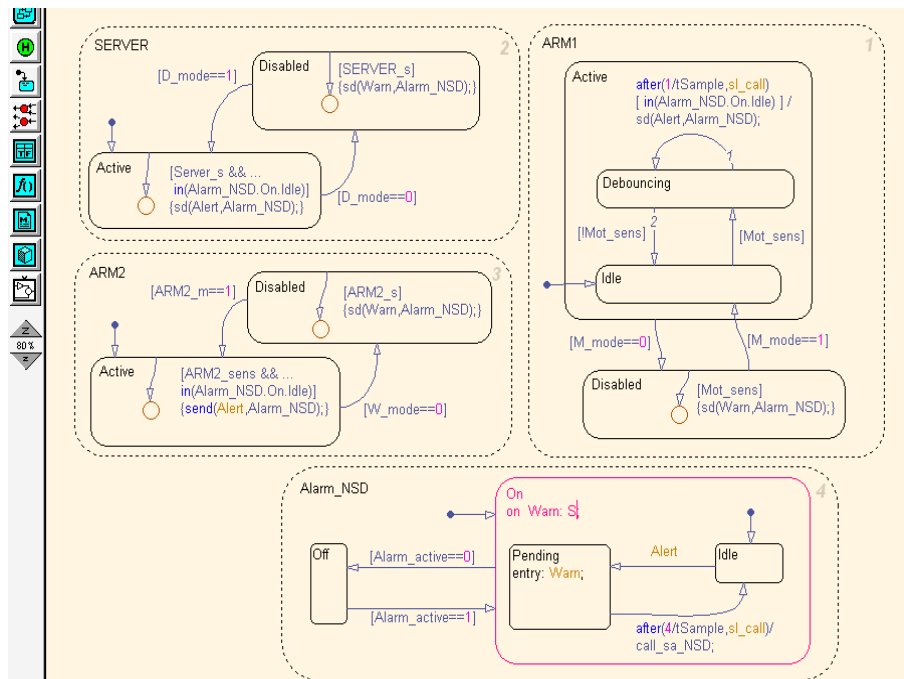 SERVER
2
[D_mode==1]
Disabled
[SERVER_s]
{sd(Warn,Alarm_NSD);}
Active
[Server_s && ...
in(Alarm_NSD.On.Idle)]
{sd(Alert,Alarm_NSD);}
[D_mode==0]
ARM1
1
Active
after(1/tSample,sl_call)
[ in(Alarm_NSD.On.Idle) ] /
sd(Alert,Alarm_NSD);
1
Debouncing
2
[!Mot_sens]
[Mot_sens]
Idle
[M_mode==0]
[M_mode==1]
Disabled
[Mot_sens]
{sd(Warn,Alarm_NSD);}
ARM2
3
[ARM2_m==1]
Disabled
[ARM2_s]
{sd(Warn,Alarm_NSD);}
Active
[ARM2_sens && ...
in(Alarm_NSD.On.Idle)]
{send(Alert,Alarm_NSD);}
[W_mode==0]
Alarm_NSD
4
On
on Warn: S
Off
[Alarm_active==0]
[Alarm_active==1]
Pending
entry: Warn;
Alert
Idle
after(4/tSample,sl_call)/
call_sa_NSD;
H
TF
f()
M
Z
80 %
Z